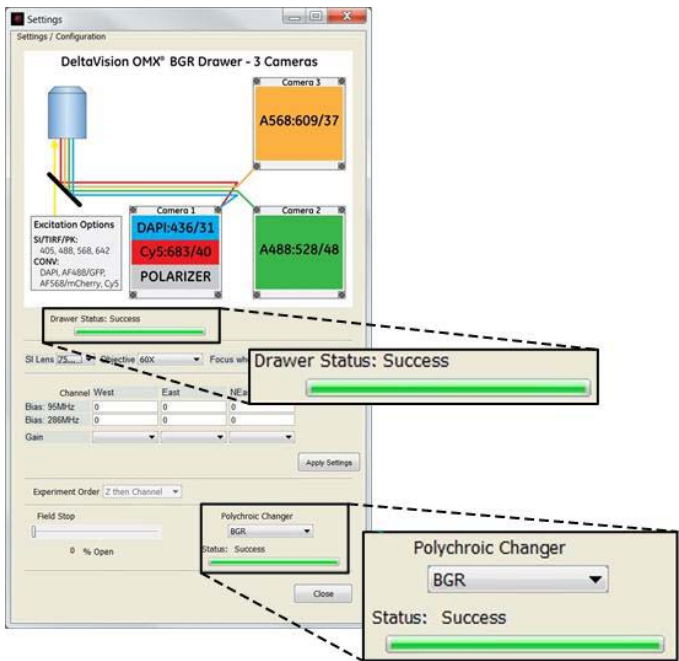 Settings
Settings / Configuration
DeltaVision OMX® BGR Drawer - 3 Cameras
Camera 3
A568:609/37
Excitation Options
SI/TIRF/PK:
405, 488, 568, 642
CONV:
DAPI, AF488/GFP,
AF568/mCherry, Cy5
Camera 1
DAPI:436/31
Cy5:683/40
POLARIZER
Camera 2
A488:528/48
Drawer Status: Success
SI Lens Objective 60X Focus
Drawer Status: Success
Channel West East
Bias: 95MHz 0 0 0
Bias: 286MHz 0 0 0
Gain
Apply Settings
Experiment Order Z then Channel
Field Stop
0 % Open
Polychroic Changer
BGR
Status: Success
Close
Polychroic Changer
BGR
Status: Success